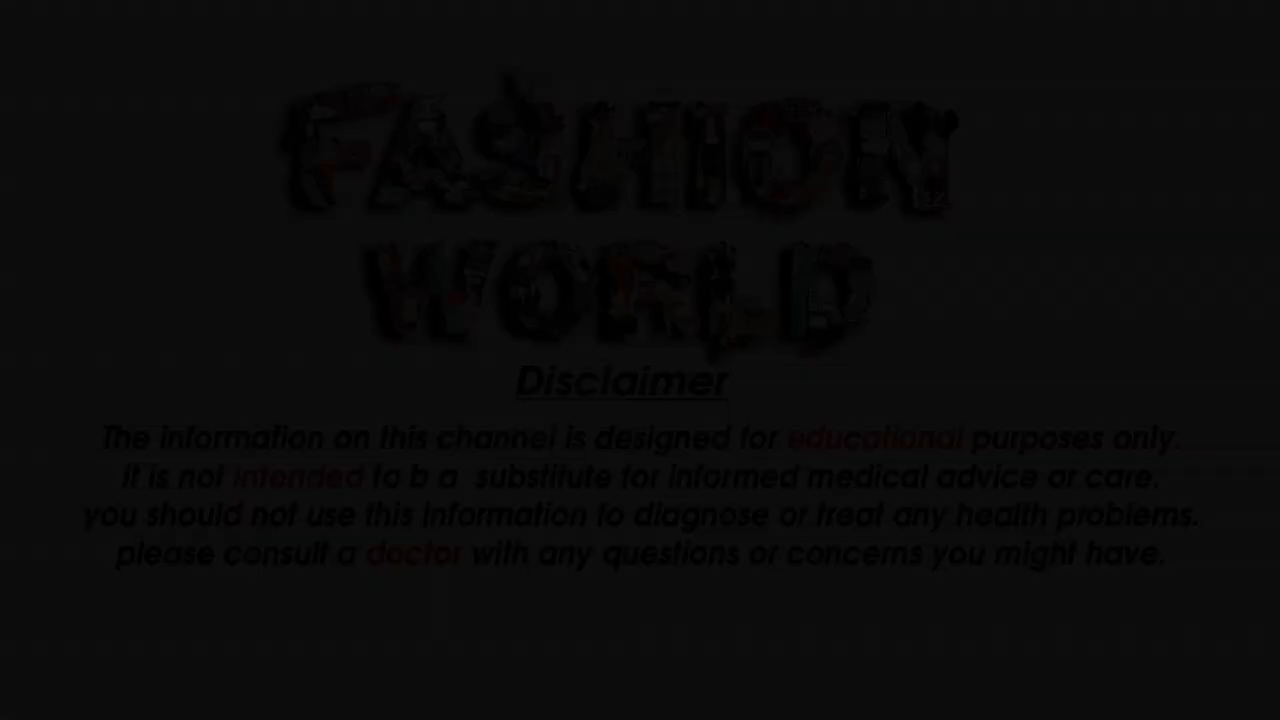 FASHION
WORLD
Disclaimer
The information on this channel is designed for educational purposes only.
it is not intended to b a substitute for informed medical advice or care.
you should not use this information to diagnose or treat any health problems.
please consult a doctor with any questions or concerns you might have.